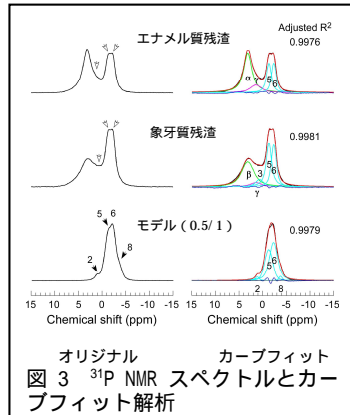 エナメル質残渣
Adjusted R²
0.9976
α γ 5 6
象牙質残渣
0.9981
β 3 5 6
γ
モデル(0.5/1)
0.9979
5 6
2 8
5 6
2 8
15 10 5 0 -5 -10 -15 15 10 5 0 -5 -10 -15
Chemical shift (ppm) Chemical shift (ppm)
オリジナル カーブフィット
図 3 ³¹P NMR スペクトルとカー
ブフィット解析